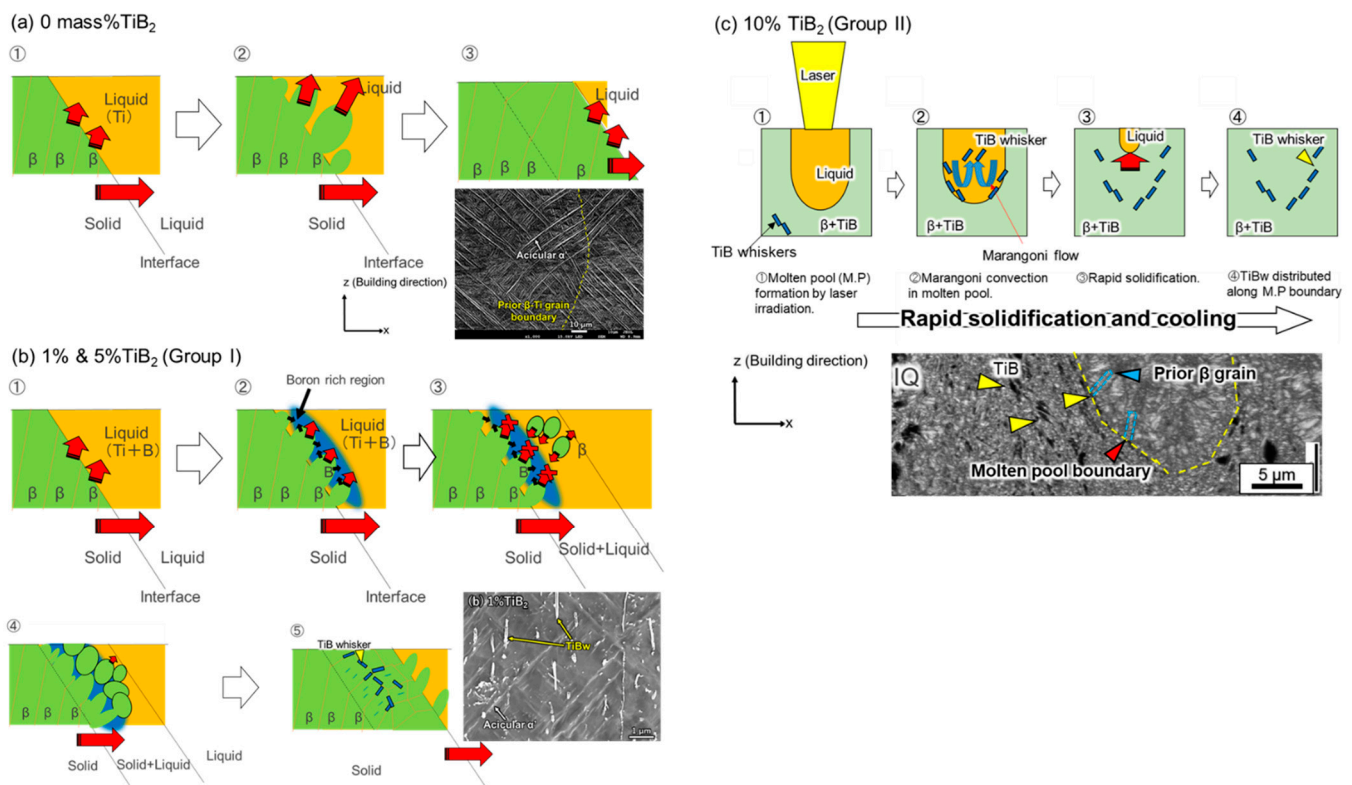 (a) 0 mass%TiB₂
①
②
③
Liquid
(Ti)
β β β
Solid
Liquid
Interface
Liquid
β β β
Solid
Interface
Liquid
β β β
Acicular α'
Prior β-Ti grain
boundary
10 μm
z (Building direction)
x
(b) 1% & 5%TiB₂ (Group I)
①
②
③
Liquid
(Ti+B)
β β β
Solid
Liquid
Interface
Boron rich region
Liquid
(Ti+B)
B
β β β
Solid
Interface
β
B
β β β
Solid
Solid+Liquid
④
β β β
Solid
Solid+Liquid
Liquid
⑤
TiB whisker
β β β
Solid
(b) 1%TiB₂
TiBw
Acicular α'
1μm
(c) 10% TiB₂ (Group II)
Laser
①
②
③
④
Liquid
β+TiB
TiB whiskers
TiB whisker
β+TiB
Marangoni flow
Liquid
β+TiB
TiB whisker
β+TiB
①Molten pool (M.P)
formation by laser
irradiation.
②Marangoni convection
in molten pool.
③Rapid solidification.
④TiBw distributed
along M.P boundary
Rapid solidification and cooling
z (Building direction)
x
IQ
TiB
Prior β grain
Molten pool boundary
5 μm